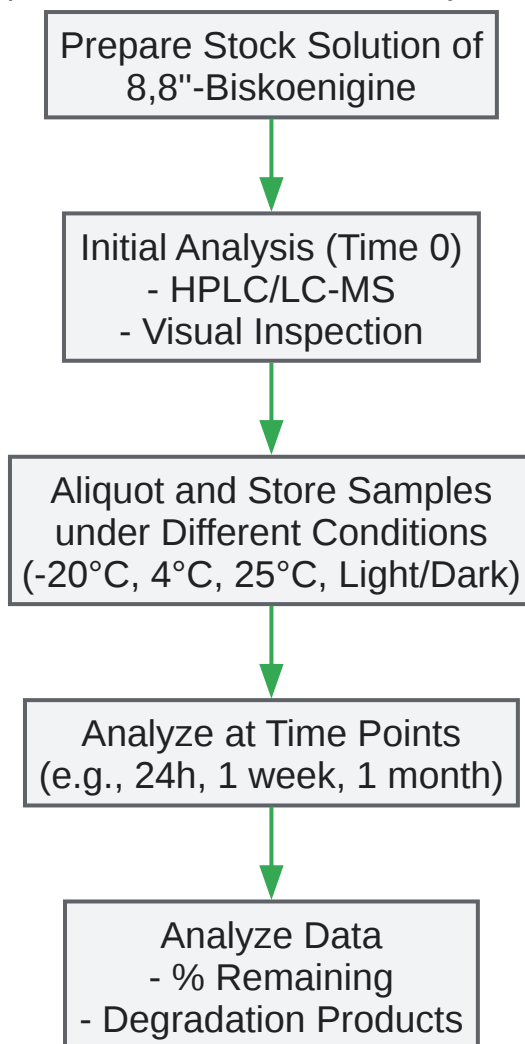 Prepare Stock Solution of
8,8"-Biskoenigine
Initial Analysis (Time 0)
- HPLC/LC-MS
- Visual Inspection
Aliquot and Store Samples
under Different Conditions
(-20°C, 4°C, 25°C, Light/Dark)
Analyze at Time Points
(e.g., 24h, 1 week, 1 month)
Analyze Data
- % Remaining
- Degradation Products